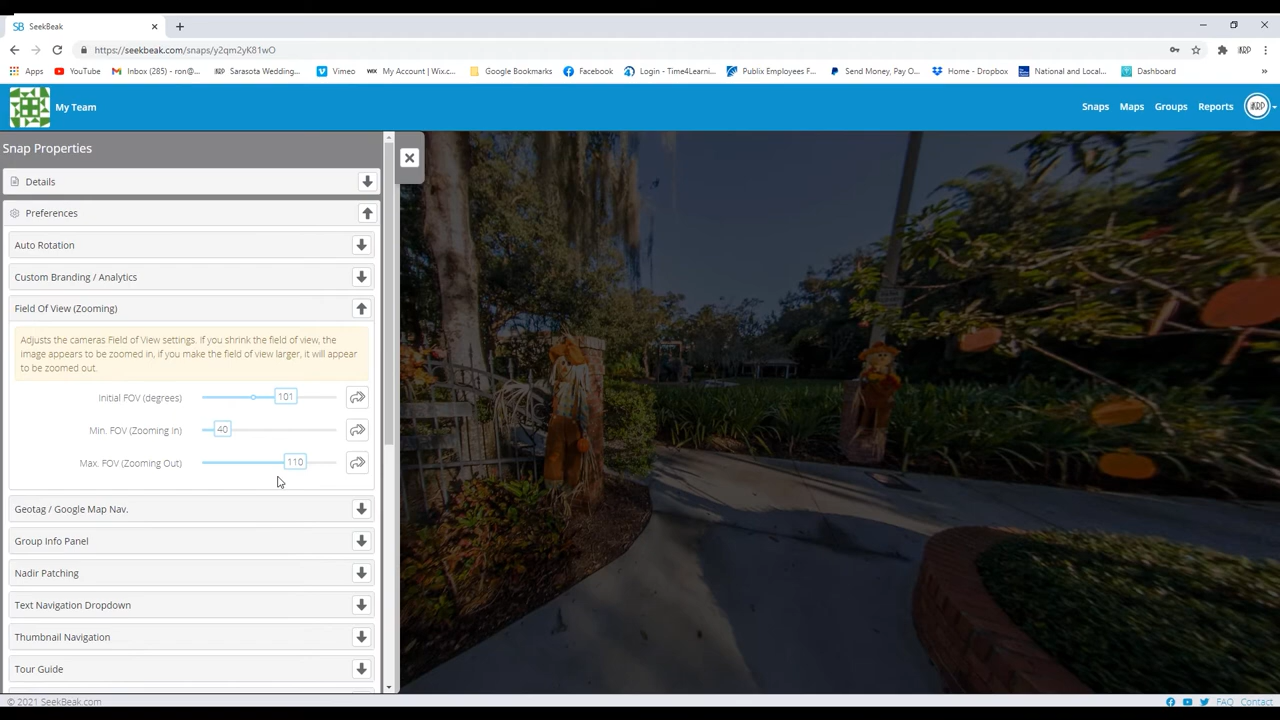 SB SeekBeak
https://seekbeak.com/snaps/y2qm2yK81wO
Apps YouTube Inbox (285) - ron@... Sarasota Wedding... Vimeo WIX My Account | Wix.c... Google Bookmarks Facebook Login - Time4Learni... Publix Employees F... Send Money, Pay O... Home - Dropbox National and Local... Dashboard »
My Team
Snaps Maps Groups Reports
Snap Properties
Details
Preferences
Auto Rotation
Custom Branding / Analytics
Field Of View (Zooming)
Adjusts the cameras Field of View settings. If you shrink the field of view, the
image appears to be zoomed in, if you make the field of view larger, it will appear
to be zoomed out.
Initial FOV (degrees) 101
Min. FOV (Zooming In) 40
Max. FOV (Zooming Out) 110
Geotag / Google Map Nav.
Group Info Panel
Nadir Patching
Text Navigation Dropdown
Thumbnail Navigation
Tour Guide
© 2021 SeekBeak.com
FAQ Contact